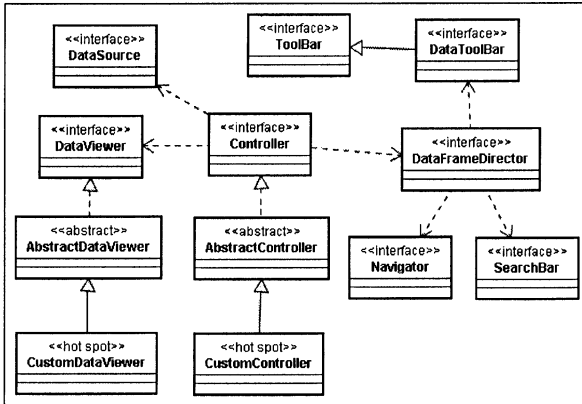 <<interface>>
DataSource
<<interface>>
ToolBar
<<interface>>
DataToolBar
<<interface>>
DataViewer
<<interface>>
Controller
<<interface>>
DataFrameDirector
<<abstract>>
AbstractDataViewer
<<abstract>>
AbstractController
<<interface>>
Navigator
<<interface>>
SearchBar
<<hot spot>>
CustomDataViewer
<<hot spot>>
CustomController